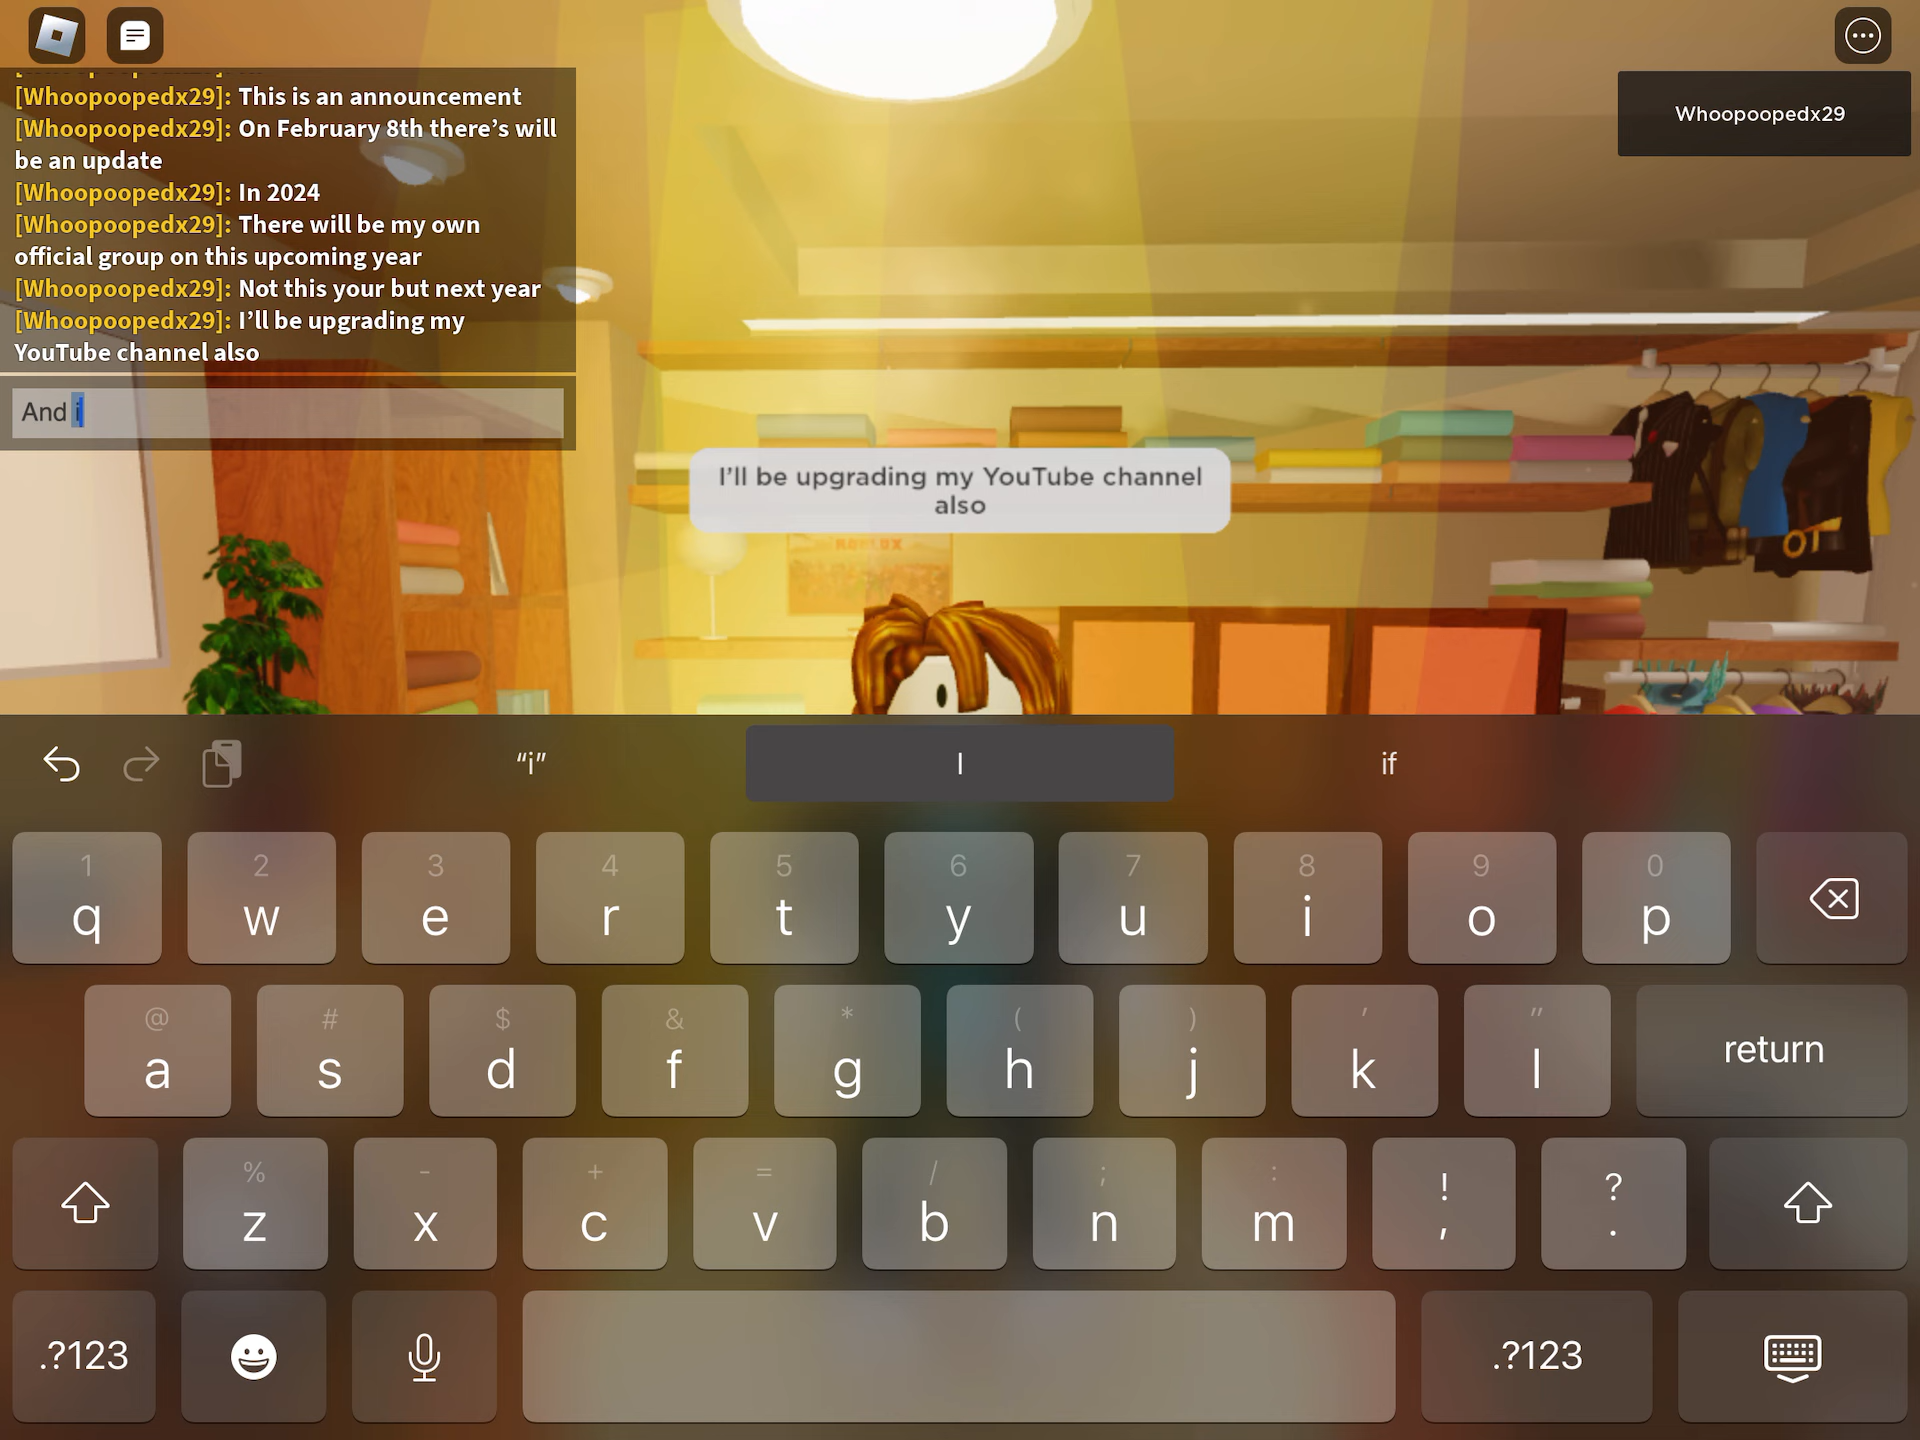 [Whoopoopedx29]: This is an announcement
[Whoopoopedx29]: On February 8th there’s will
be an update
[Whoopoopedx29]: In 2024
[Whoopoopedx29]: There will be my own
official group on this upcoming year
[Whoopoopedx29]: Not this your but next year
[Whoopoopedx29]: I’ll be upgrading my
YouTube channel also
And i
Whoopoopedx29
I’ll be upgrading my YouTube channel
also
ROBLOX
“i” I if
1 2 3 4 5 6 7 8 9 0
q w e r t y u i o p
@ # $ & * ( ) ' "
a s d f g h j k l return
% - + = / ; : ! ?
z x c v b n m , .
.?123 .?123